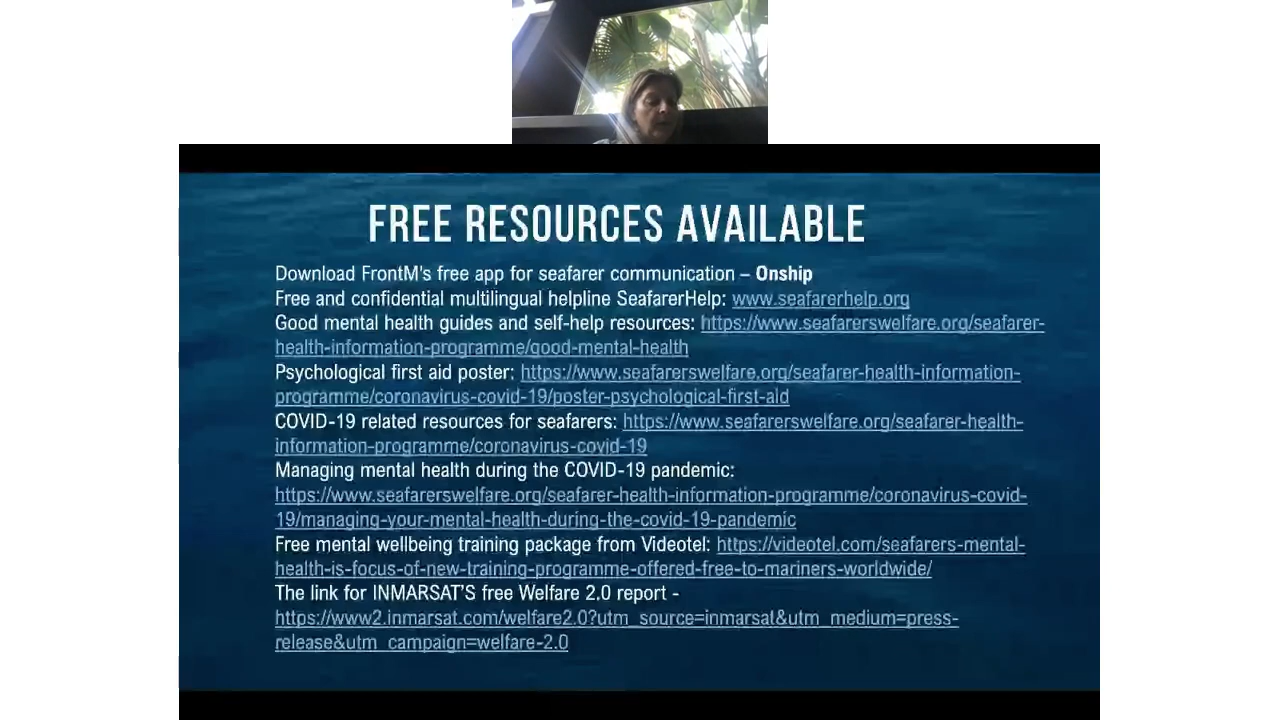 FREE RESOURCES AVAILABLE
Download FrontM's free app for seafarer communication – Onship
Free and confidential multilingual helpline SeafarerHelp: www.seafarerhelp.org
Good mental health guides and self-help resources: https://www.seafarerswelfare.org/seafarer-
health-information-programme/good-mental-health
Psychological first aid poster: https://www.seafarerswelfare.org/seafarer-health-information-
programme/coronavirus-covid-19/poster-psychological-first-aid
COVID-19 related resources for seafarers: https://www.seafarerswelfare.org/seafarer-health-
information-programme/coronavirus-covid-19
Managing mental health during the COVID-19 pandemic:
https://www.seafarerswelfare.org/seafarer-health-information-programme/coronavirus-covid-
19/managing-your-mental-health-during-the-covid-19-pandemic
Free mental wellbeing training package from Videotel: https://videotel.com/seafarers-mental-
health-is-focus-of-new-training-programme-offered-free-to-mariners-worldwide/
The link for INMARSAT'S free Welfare 2.0 report -
https://www2.inmarsat.com/welfare2.0?utm_source=inmarsat&utm_medium=press-
release&utm_campaign=welfare-2.0